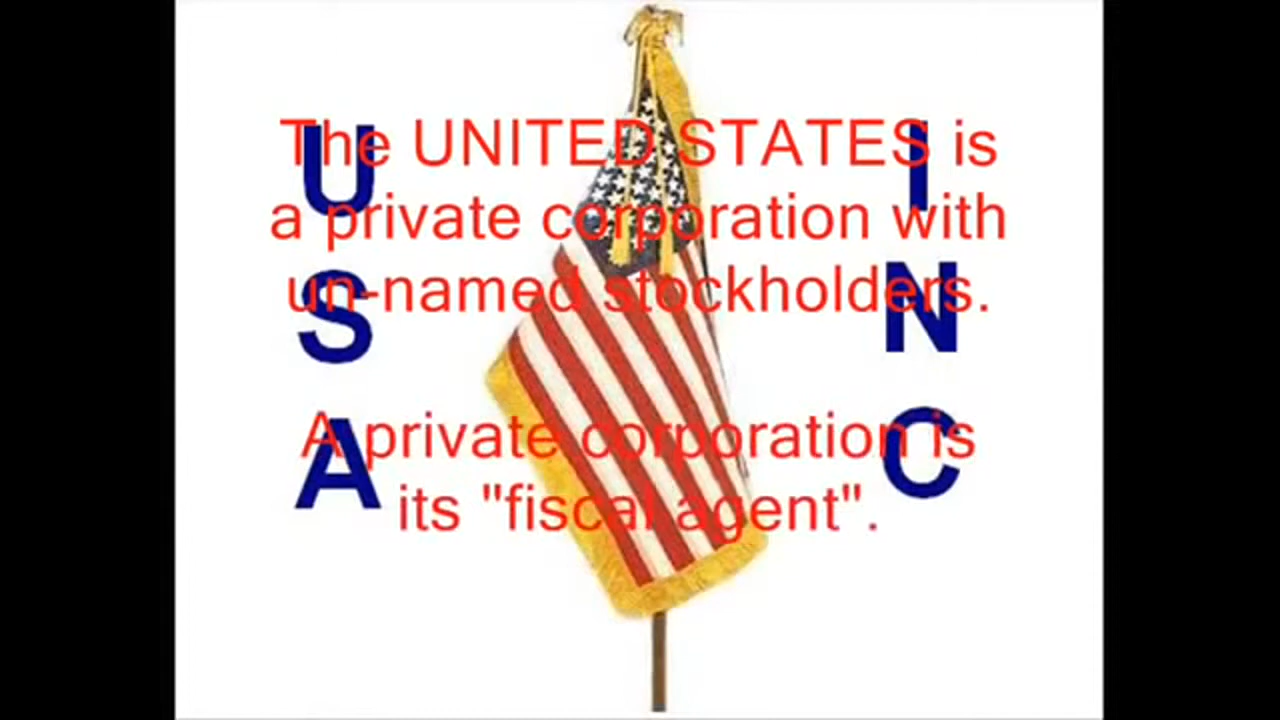 The UNITED STATES is
a private corporation with
un-named stockholders.
A private corporation is
its "fiscal agent".
U
S
A
I
N
C